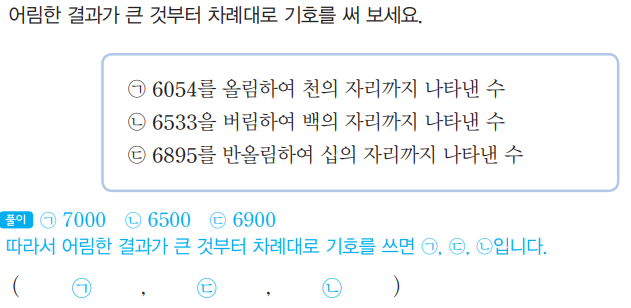 어림한 결과가 큰 것부터 차례대로 기호를 써 보세요.
㉠ 6054를 올림하여 천의 자리까지 나타낸 수
㉡ 6533을 버림하여 백의 자리까지 나타낸 수
㉢ 6895를 반올림하여 십의 자리까지 나타낸 수
풀이 ㉠ 7000 ㉡ 6500 ㉢ 6900
따라서 어림한 결과가 큰 것부터 차례대로 기호를 쓰면 ㉠, ㉢, ㉡입니다.
( ㉠ , ㉢ , ㉡ )